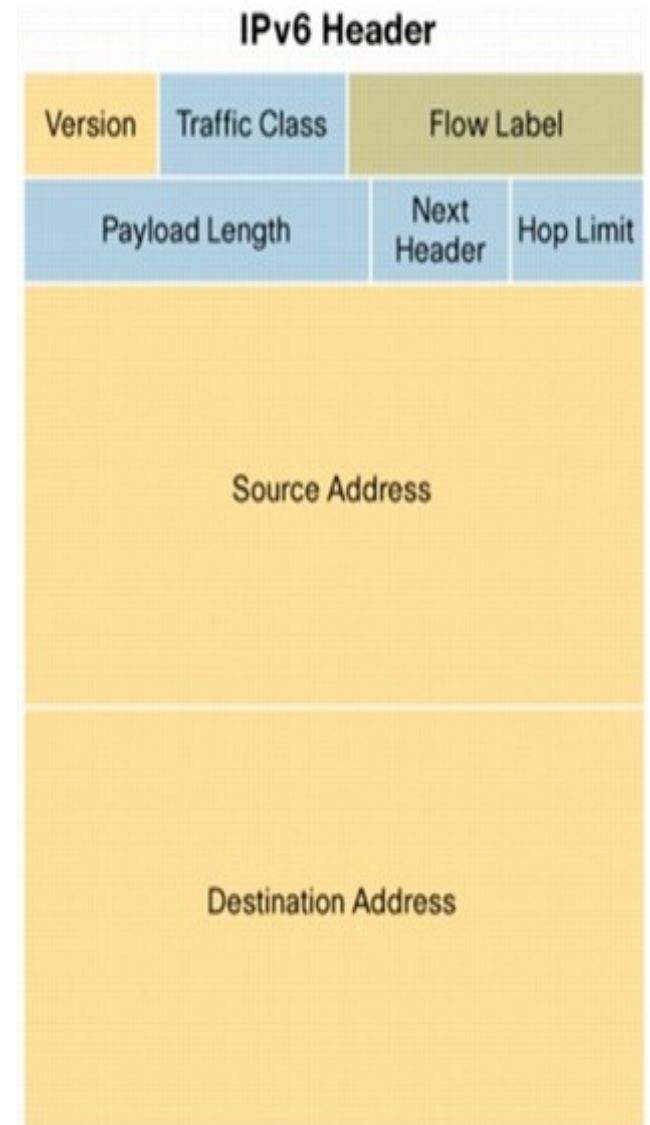 IPv6 Header
Version
Traffic Class
Flow Label
Payload Length
Next
Header
Hop Limit
Source Address
Destination Address